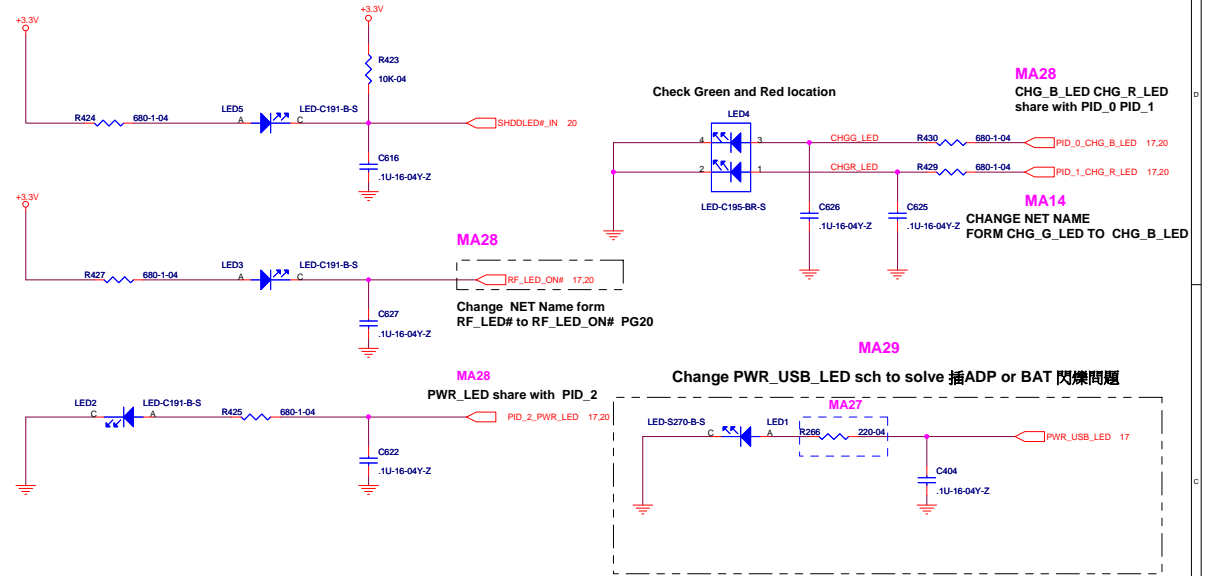 +3.3V
+3.3V
R423
10K-04
R424
680-1-04
LED5
LED-C191-B-S
A
C
SHDDLED#_IN 20
C616
.1U-16-04Y-Z
+3.3V
R427
680-1-04
LED3
LED-C191-B-S
A
C
MA28
RF_LED_ON# 17,20
Change NET Name form
RF_LED# to RF_LED_ON# PG20
C627
.1U-16-04Y-Z
MA28
PWR_LED share with PID_2
LED2
LED-C191-B-S
C
A
R425
680-1-04
PID_2_PWR_LED 17,20
C622
.1U-16-04Y-Z
MA28
CHG_B_LED CHG_R_LED
share with PID_0 PID_1
Check Green and Red location
LED4
4
3
CHGG_LED
R430
680-1-04
PID_0_CHG_B_LED 17,20
2
1
CHGR_LED
R429
680-1-04
PID_1_CHG_R_LED 17,20
LED-C195-BR-S
C626
.1U-16-04Y-Z
C625
.1U-16-04Y-Z
MA14
CHANGE NET NAME
FORM CHG_G_LED TO CHG_B_LED
MA29
Change PWR_USB_LED sch to solve 插ADP or BAT 閃爍問題
MA27
LED-S270-B-S
LED1
C
A
R266
220-04
PWR_USB_LED 17
C404
.1U-16-04Y-Z
D
C